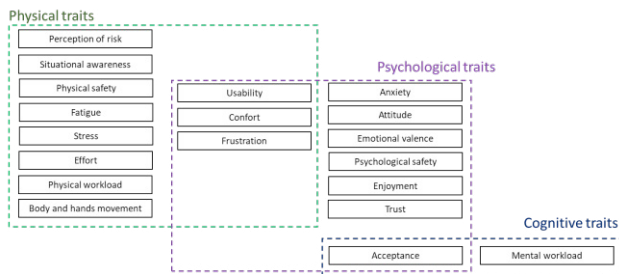 Physical traits
Perception of risk
Situational awareness
Physical safety
Fatigue
Stress
Effort
Physical workload
Body and hands movement
Usability
Confort
Frustration
Psychological traits
Anxiety
Attitude
Emotional valence
Psychological safety
Enjoyment
Trust
Cognitive traits
Acceptance
Mental workload